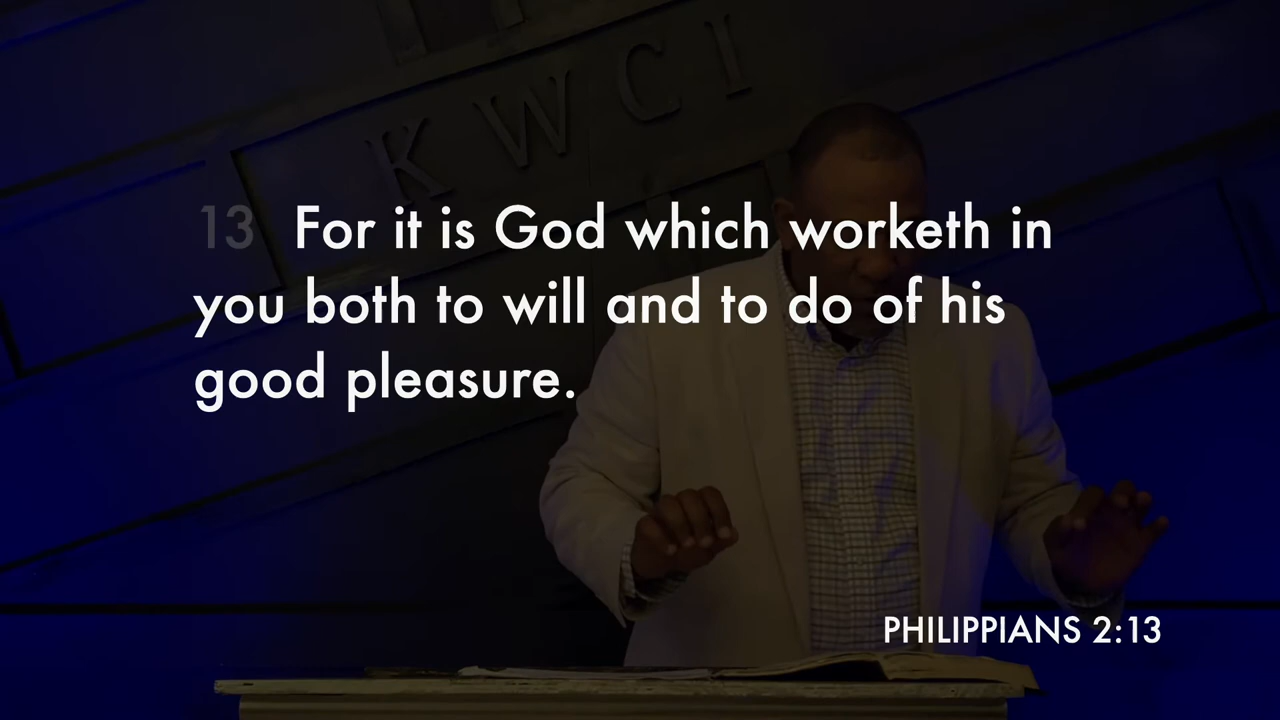 KWCI
13 For it is God which worketh in
you both to will and to do of his
good pleasure.
PHILIPPIANS 2:13